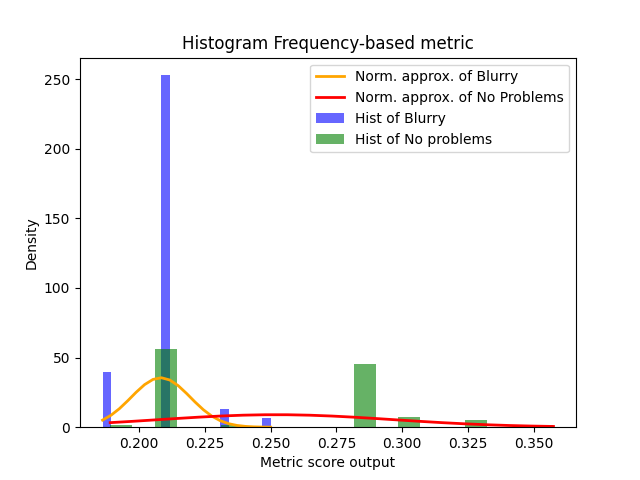 Histogram Frequency-based metric
Norm. approx. of Blurry
Norm. approx. of No Problems
Hist of Blurry
Hist of No problems
Density
250
200
150
100
50
0
0.200 0.225 0.250 0.275 0.300 0.325 0.350
Metric score output